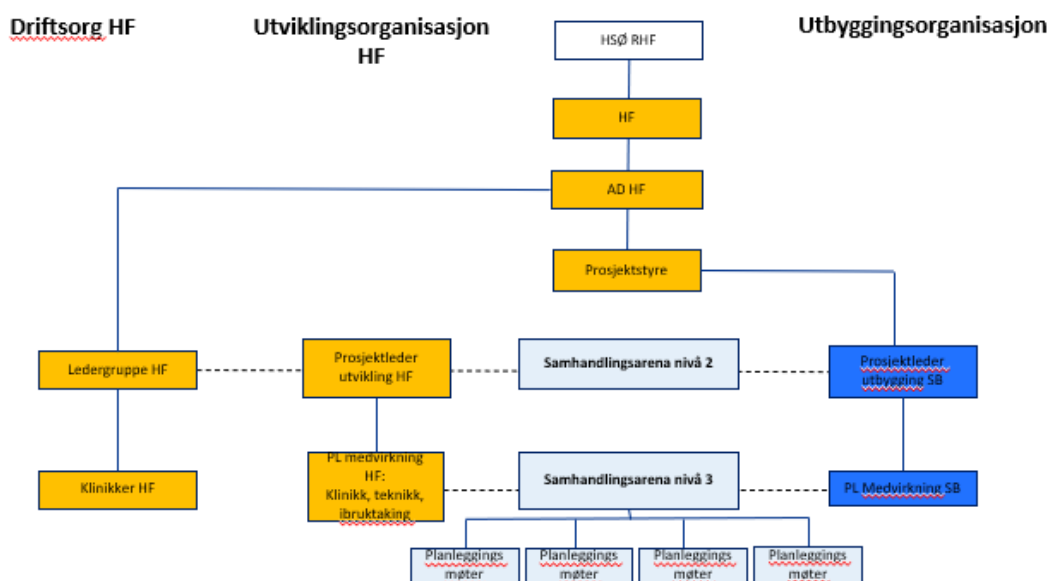 Driftsorg HF
Utviklingsorganisasjon
HF
Utbyggingsorganisasjon
HSØ RHF
HF
AD HF
Prosjektstyre
Ledergruppe HF
Prosjektleder
utvikling HF
Samhandlingsarena nivå 2
Prosjektleder
utbygging SB
Klinikker HF
PL medvirkning
HF:
Klinikk, teknikk,
ibruktaking
Samhandlingsarena nivå 3
PL Medvirkning SB
Planleggings
møter
Planleggings
møter
Planleggings
møter
Planleggings
møter